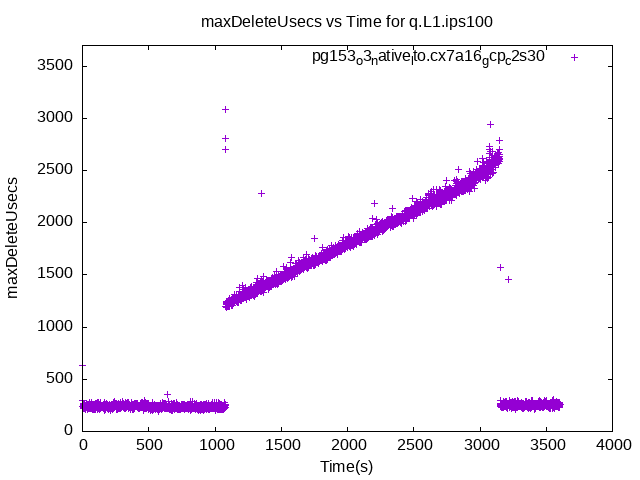 maxDeleteUsecs vs Time for q.L1.ips100
pg153o3native_lto.cx7a16gcpc2s30
3500
3000
2500
2000
1500
1000
500
0
maxDeleteUsecs
0 500 1000 1500 2000 2500 3000 3500 4000
Time(s)